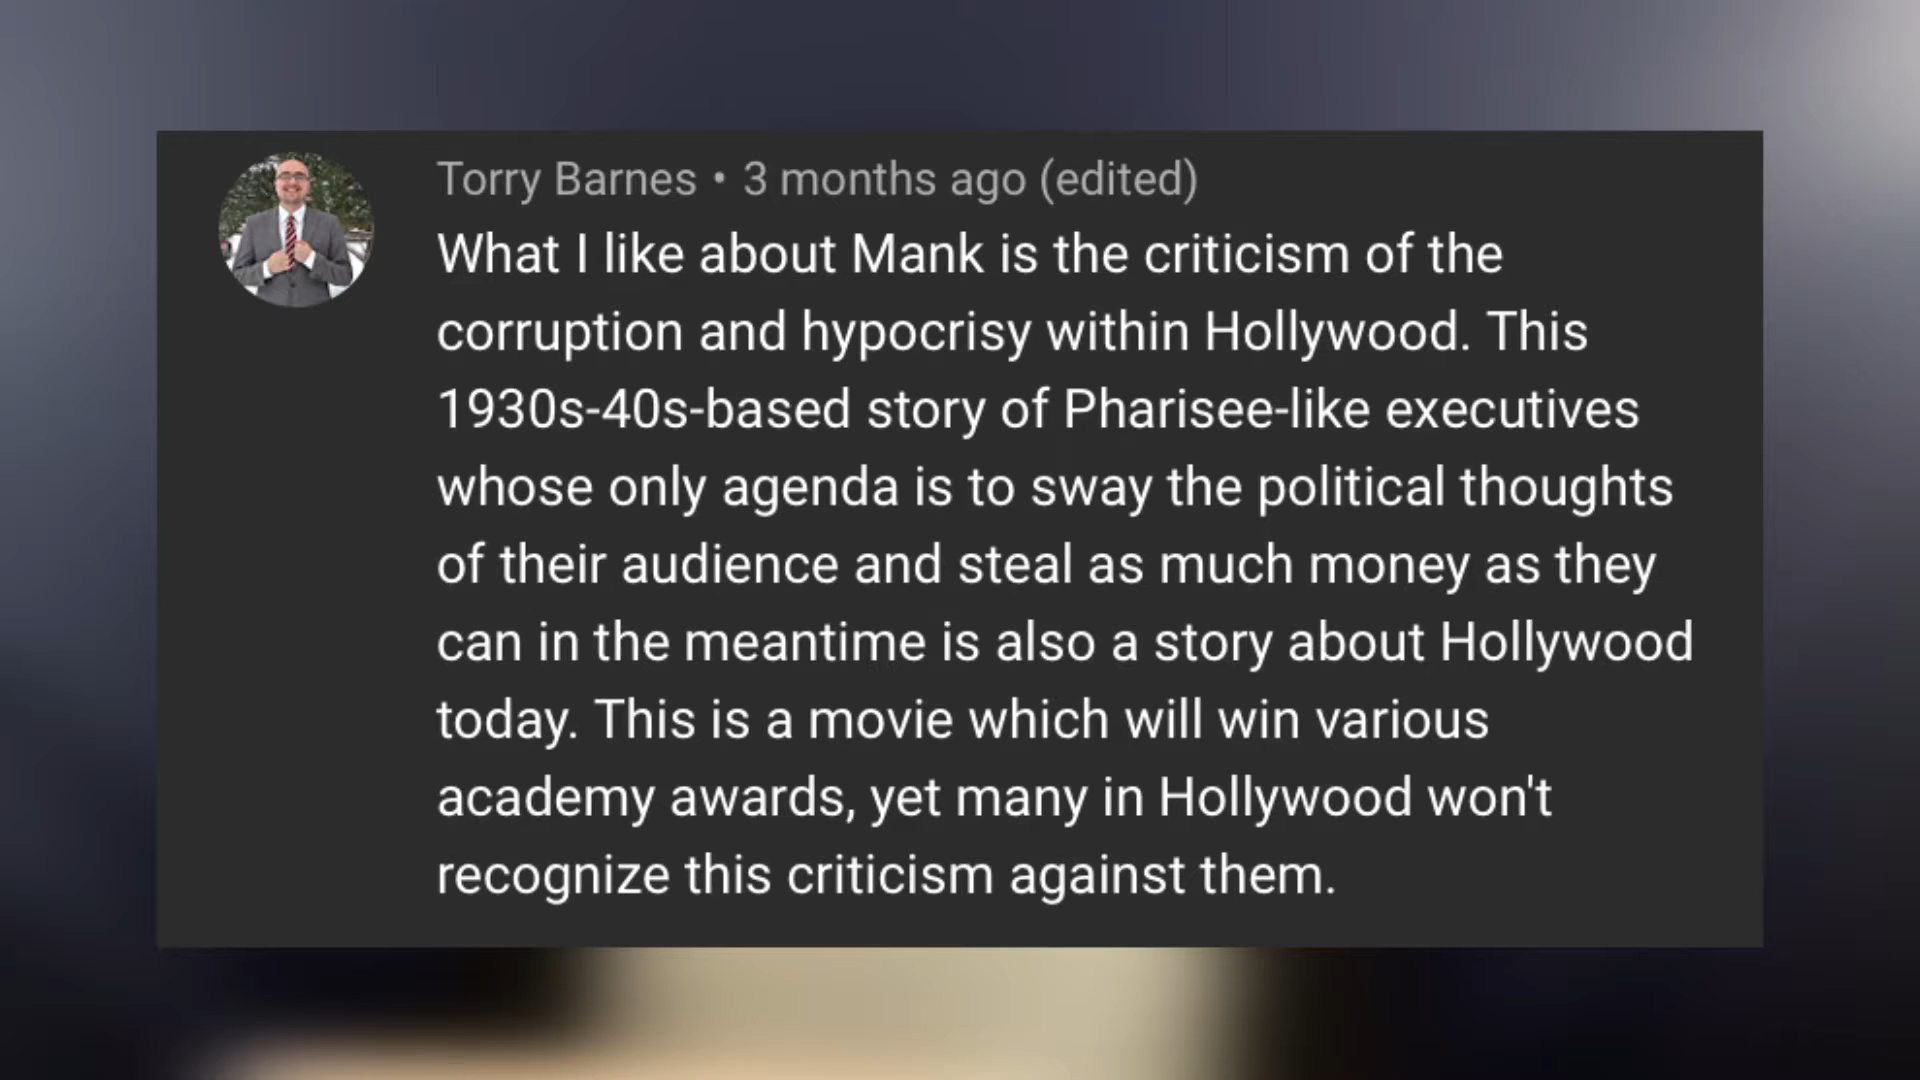 Torry Barnes • 3 months ago (edited)
What I like about Mank is the criticism of the
corruption and hypocrisy within Hollywood. This
1930s-40s-based story of Pharisee-like executives
whose only agenda is to sway the political thoughts
of their audience and steal as much money as they
can in the meantime is also a story about Hollywood
today. This is a movie which will win various
academy awards, yet many in Hollywood won't
recognize this criticism against them.